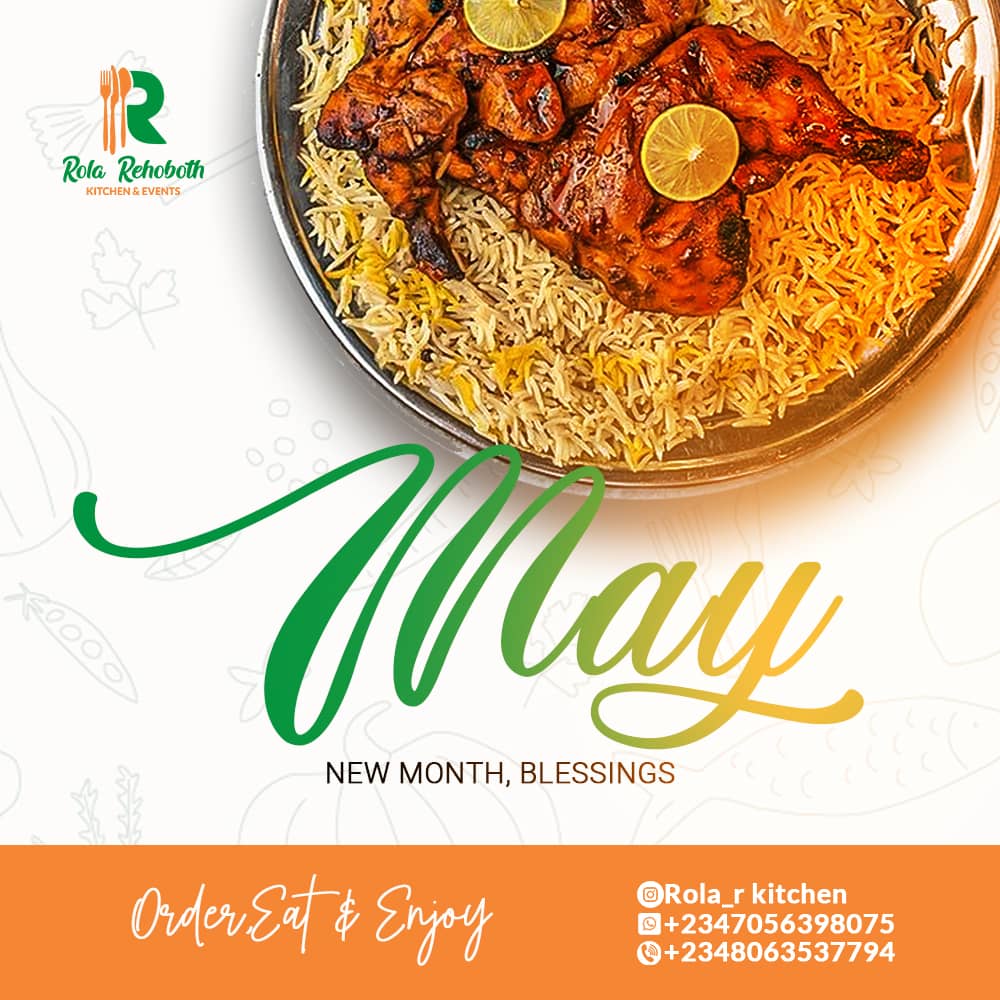 R
Rola Rehoboth
KITCHEN & EVENTS
May
NEW MONTH, BLESSINGS
Order,Eat & Enjoy
Rola_r kitchen
+2347056398075
+2348063537794